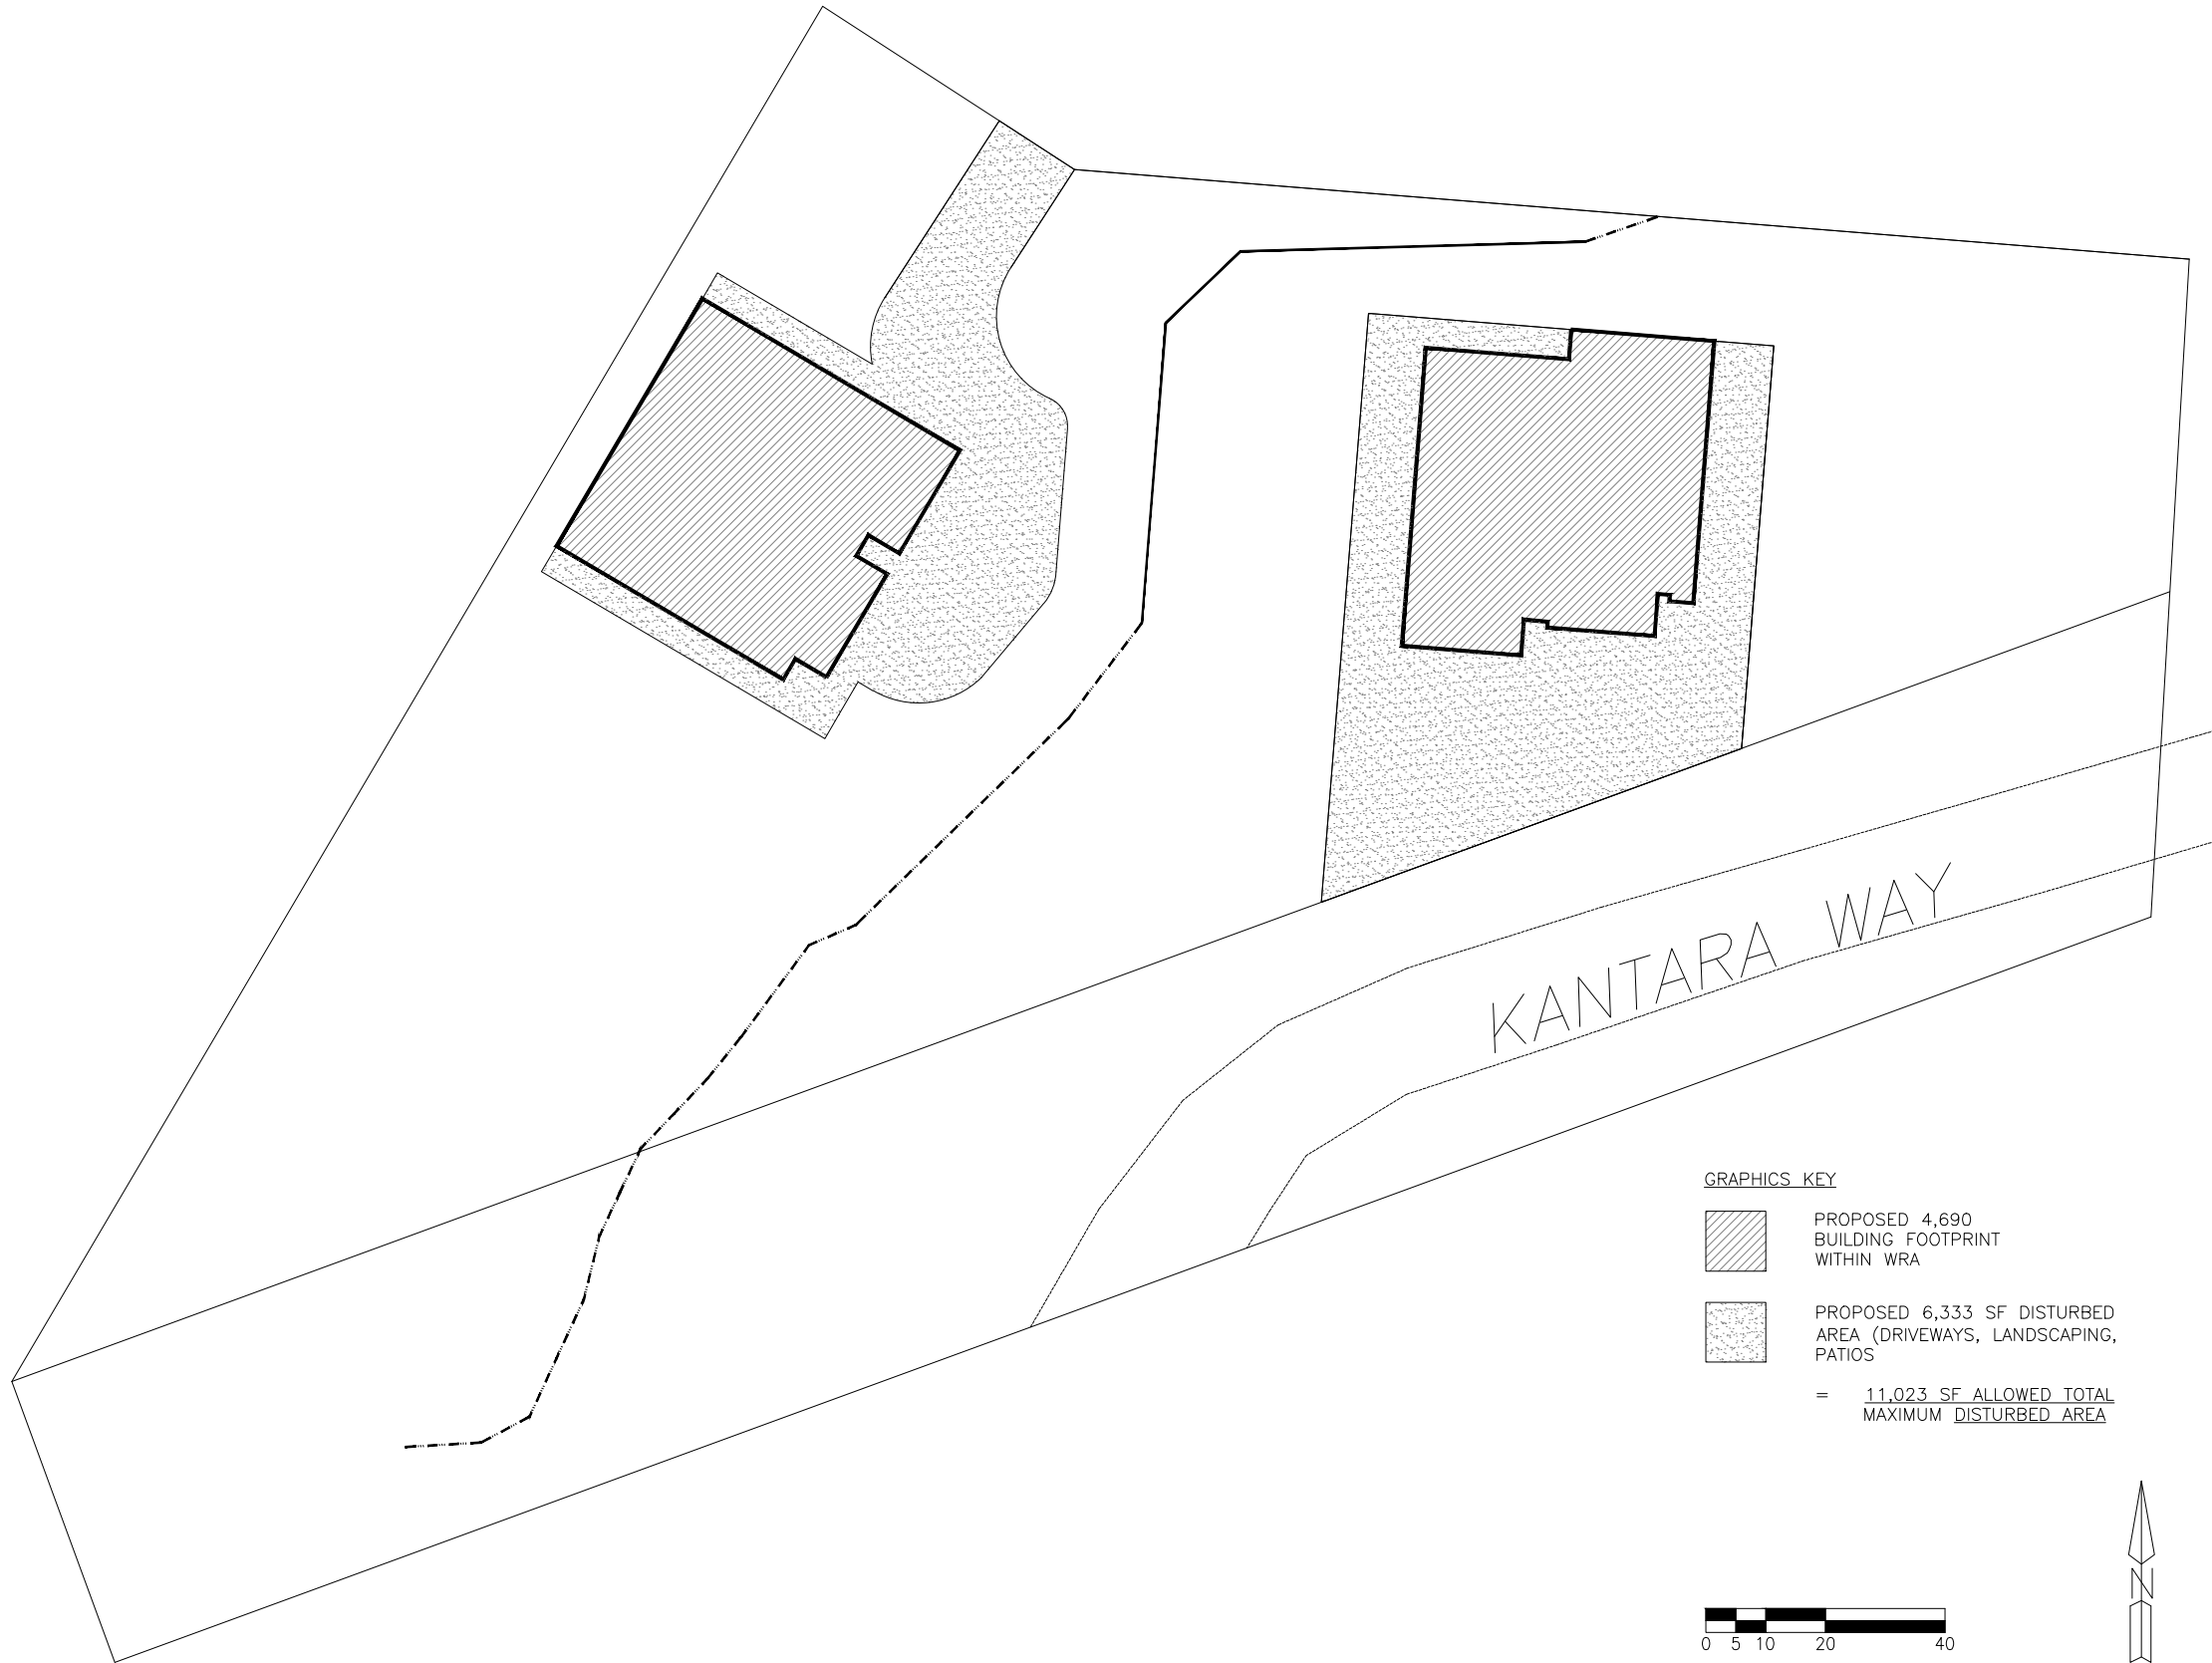 KANTARA WAY
GRAPHICS KEY
PROPOSED 4,690
BUILDING FOOTPRINT
WITHIN WRA
PROPOSED 6,333 SF DISTURBED
AREA (DRIVEWAYS, LANDSCAPING,
PATIOS
= 11,023 SF ALLOWED TOTAL
MAXIMUM DISTURBED AREA
N
0 5 10 20 40